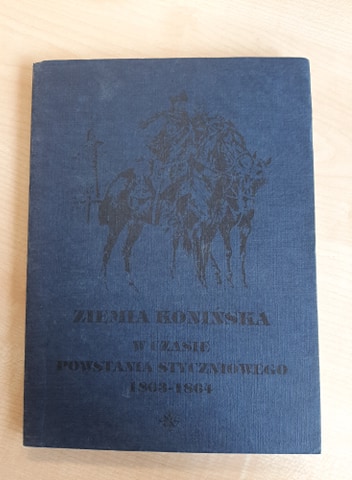 ZIEMIA KONIŃSKA
W CZASIE
POWSTANIA STYCZNIOWEGO
1863-1864